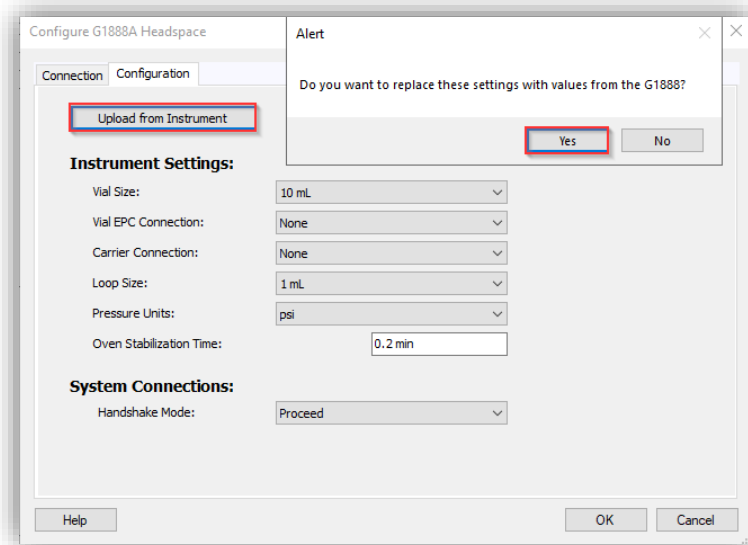 Configure G1888A Headspace
Alert
Do you want to replace these settings with values from the G1888?
Yes
No
Connection
Configuration
Upload from Instrument
Instrument Settings:
Vial Size: 10 mL
Vial EPC Connection: None
Carrier Connection: None
Loop Size: 1 mL
Pressure Units: psi
Oven Stabilization Time: 0.2 min
System Connections:
Handshake Mode: Proceed
Help
OK
Cancel